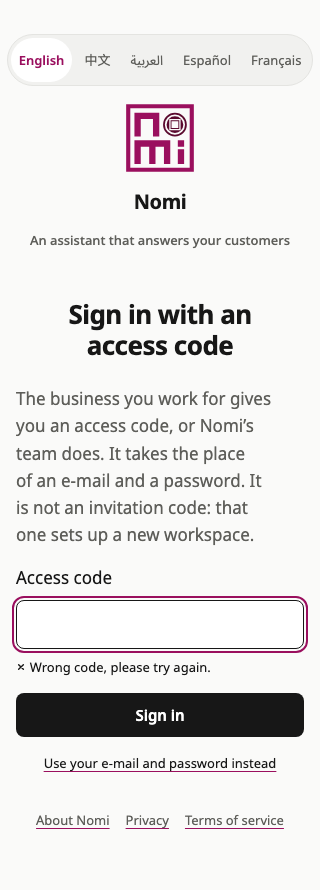 English 中文 العربية Español Français
nomi
Nomi
An assistant that answers your customers
Sign in with an
access code
The business you work for gives
you an access code, or Nomi’s
team does. It takes the place
of an e-mail and a password. It
is not an invitation code: that
one sets up a new workspace.
Access code
× Wrong code, please try again.
Sign in
Use your e-mail and password instead
About Nomi Privacy Terms of service